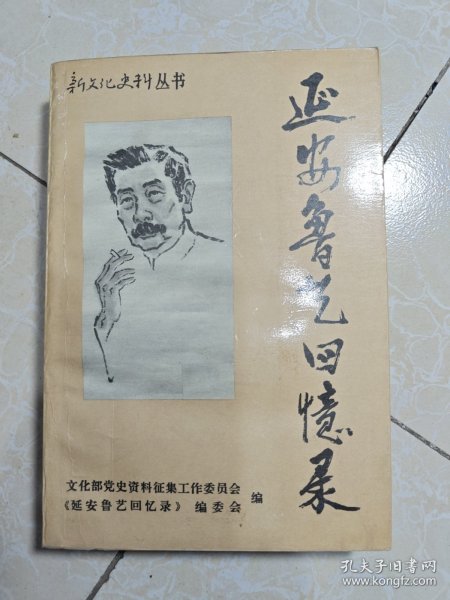 新文化史料丛书
延安鲁艺回憶录
文化部党史资料征集工作委员会
《延安鲁艺回忆录》 编委会
编
孔夫子旧书网
www.kongfz.com